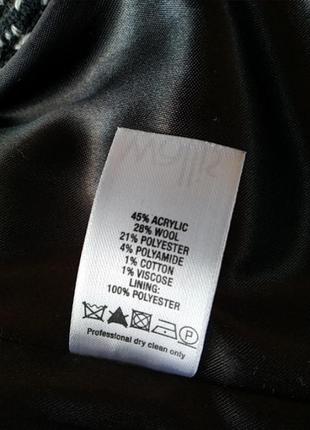 wallis
45% ACRYLIC
28% WOOL
21% POLYESTER
4% POLYAMIDE
1% COTTON
1% VISCOSE
LINING:
100% POLYESTER
P
Professional dry clean only